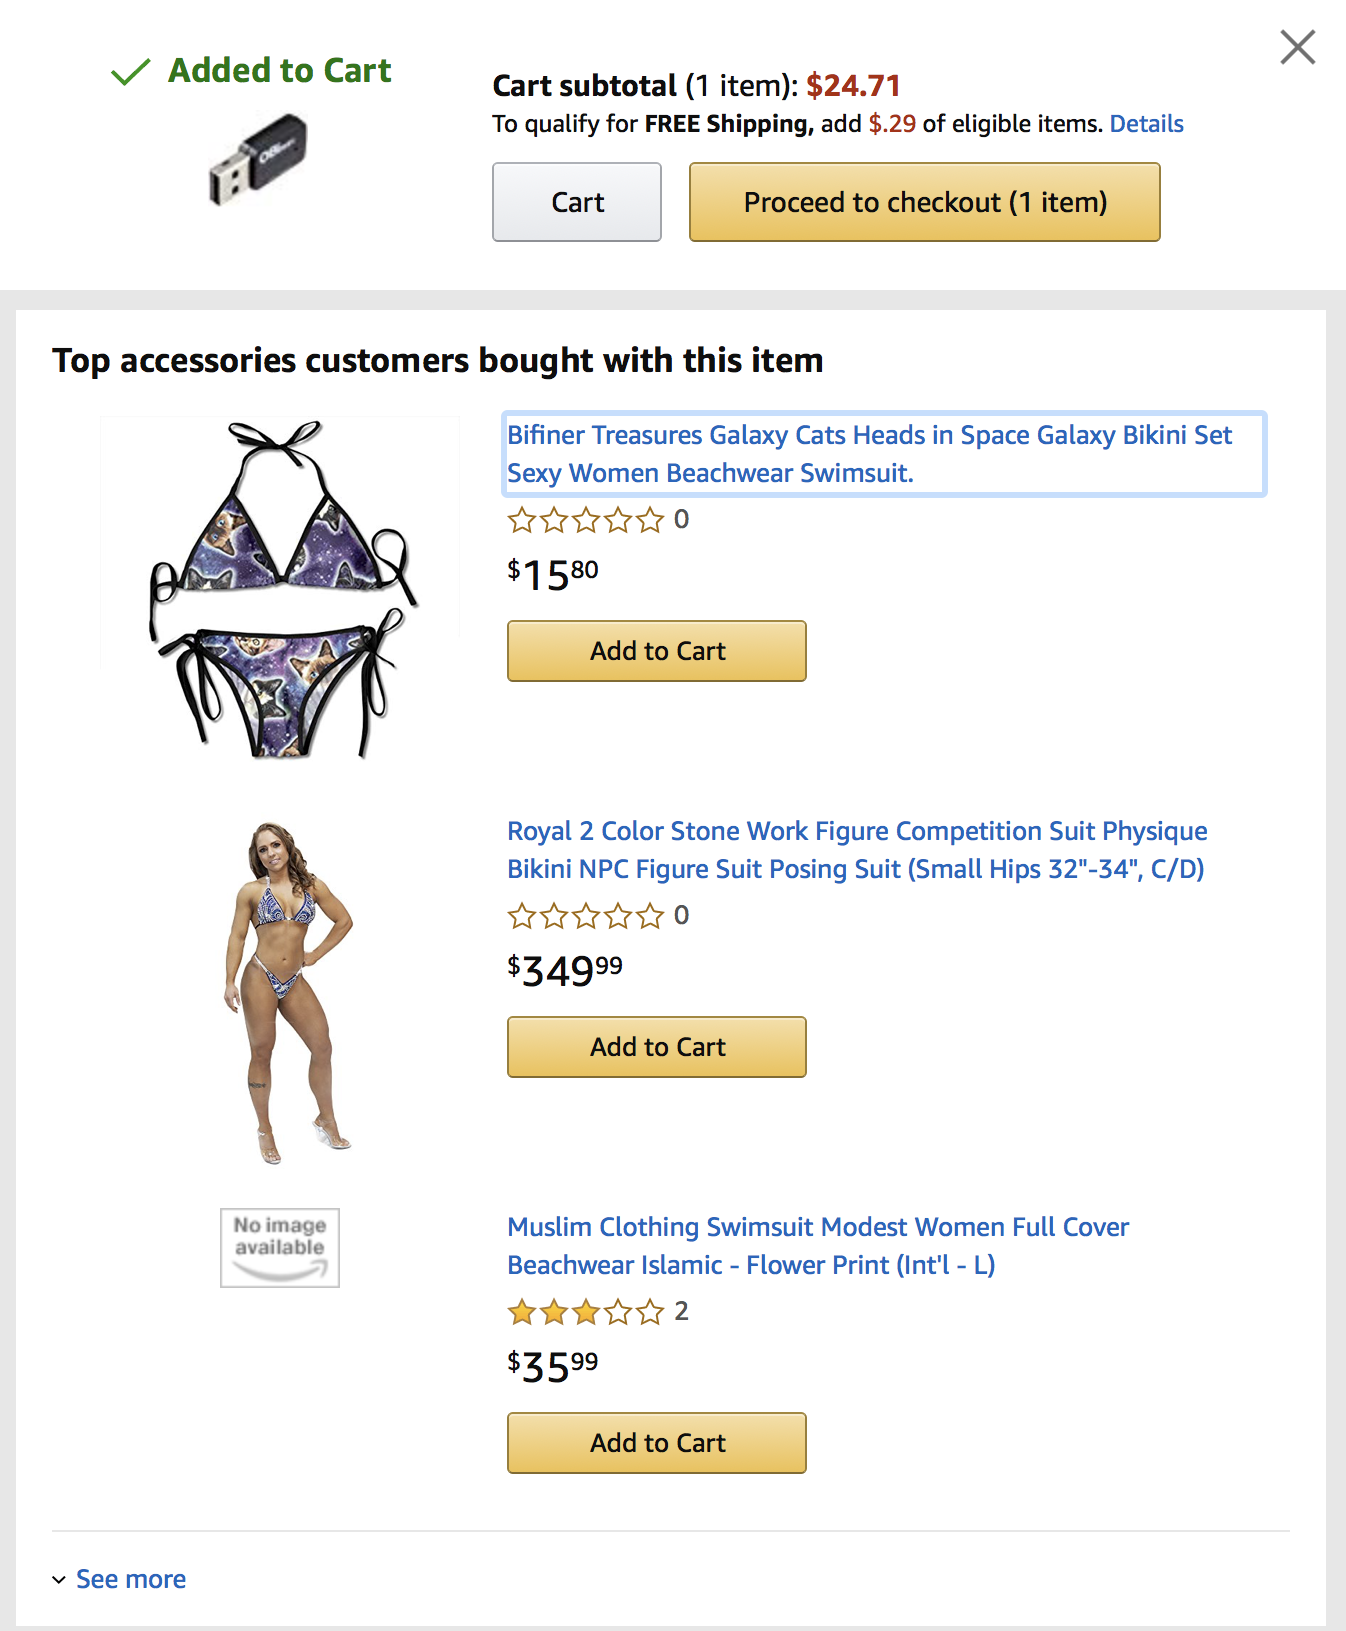 Added to Cart
Cart subtotal (1 item): $24.71
To qualify for FREE Shipping, add $.29 of eligible items. Details
Cart
Proceed to checkout (1 item)
Top accessories customers bought with this item
Bifiner Treasures Galaxy Cats Heads in Space Galaxy Bikini Set
Sexy Women Beachwear Swimsuit.
0
$15 80
Add to Cart
Royal 2 Color Stone Work Figure Competition Suit Physique
Bikini NPC Figure Suit Posing Suit (Small Hips 32"-34", C/D)
0
$349 99
Add to Cart
No image
available
Muslim Clothing Swimsuit Modest Women Full Cover
Beachwear Islamic - Flower Print (Int'l - L)
2
$35 99
Add to Cart
See more